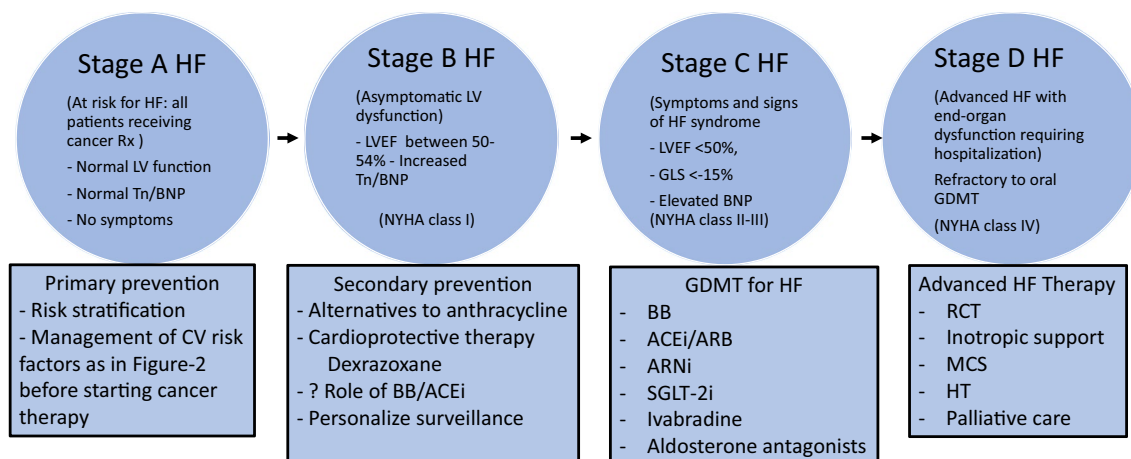 Stage A HF
(At risk for HF: all
patients receiving
cancer Rx )
- Normal LV function
- Normal Tn/BNP
- No symptoms
Stage B HF
(Asymptomatic LV
dysfunction)
- LVEF between 50-
54% - Increased
Tn/BNP
(NYHA class I)
Stage C HF
(Symptoms and signs
of HF syndrome
- LVEF <50%,
- GLS <-15%
- Elevated BNP
(NYHA class II-III)
Stage D HF
(Advanced HF with
end-organ
dysfunction requiring
hospitalization)
Refractory to oral
GDMT
(NYHA class IV)
Primary prevention
- Risk stratification
- Management of CV risk
factors as in Figure-2
before starting cancer
therapy
Secondary prevention
- Alternatives to anthracycline
- Cardioprotective therapy
Dexrazoxane
- ? Role of BB/ACEi
- Personalize surveillance
GDMT for HF
- BB
- ACEi/ARB
- ARNi
- SGLT-2i
- Ivabradine
- Aldosterone antagonists
Advanced HF Therapy
- RCT
- Inotropic support
- MCS
- HT
- Palliative care